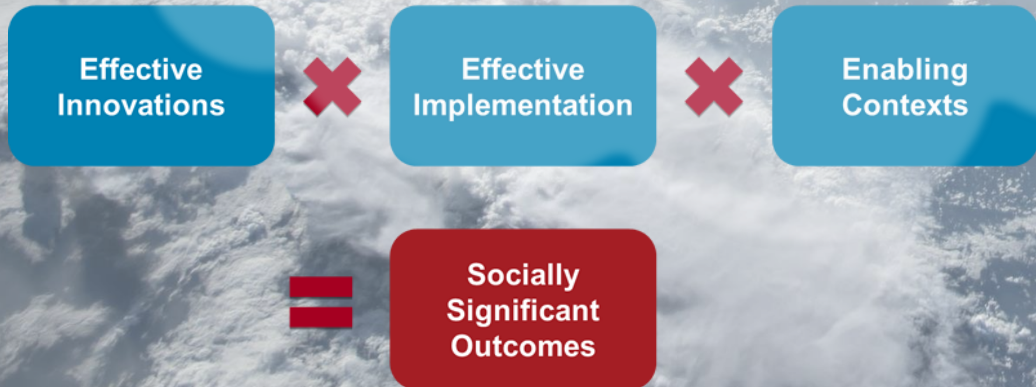 Effective
Innovations
Effective
Implementation
Enabling
Contexts
Socially
Significant
Outcomes